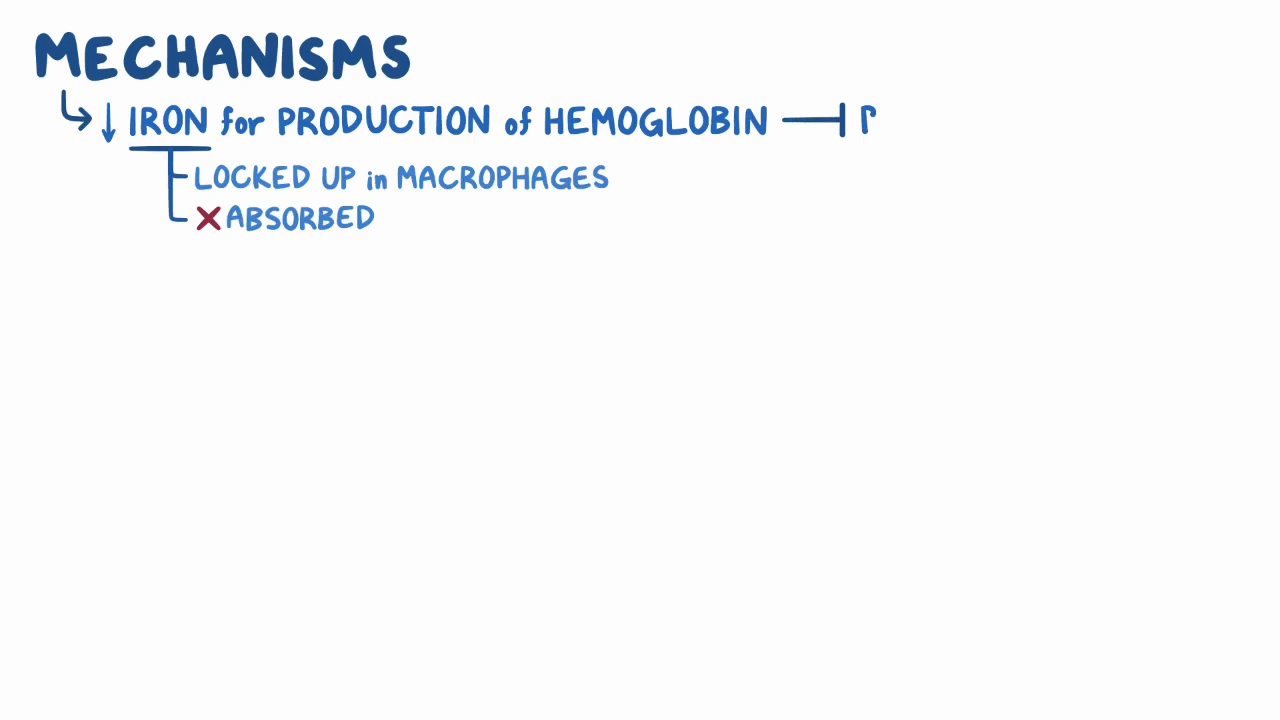 MECHANISMS
↓ IRON for PRODUCTION of HEMOGLOBIN
LOCKED UP in MACROPHAGES
ABSORBED